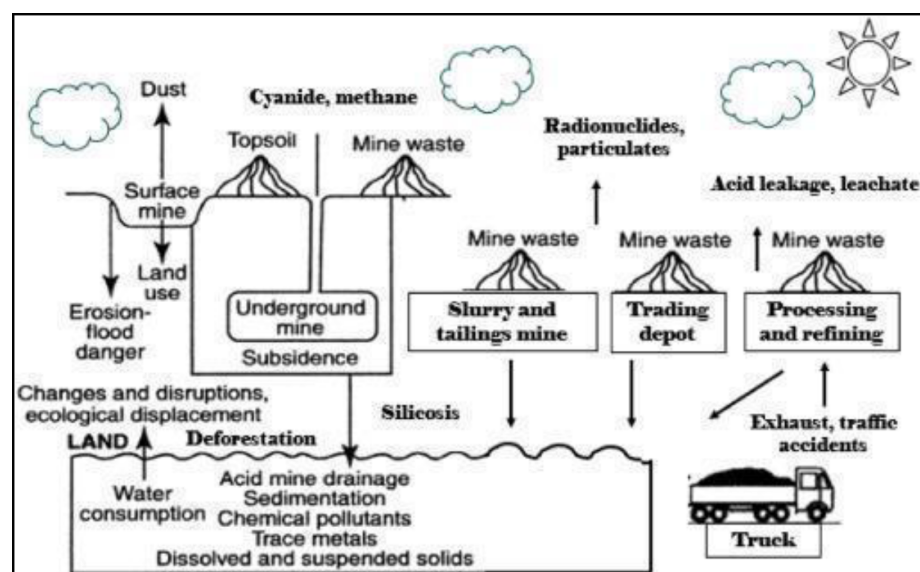 Dust
Cyanide, methane
Topsoil
Mine waste
Radionuclides,
particulates
Surface
mine
Acid leakage, leachate
Land
use
Erosion-
flood
danger
Underground
mine
Subsidence
Mine waste
Mine waste
Mine waste
Slurry and
tailings mine
Trading
depot
Processing
and refining
Changes and disruptions,
ecological displacement
Silicosis
Exhaust, traffic
accidents
LAND
Deforestation
Water
consumption
Acid mine drainage
Sedimentation
Chemical pollutants
Trace metals
Dissolved and suspended solids
Truck